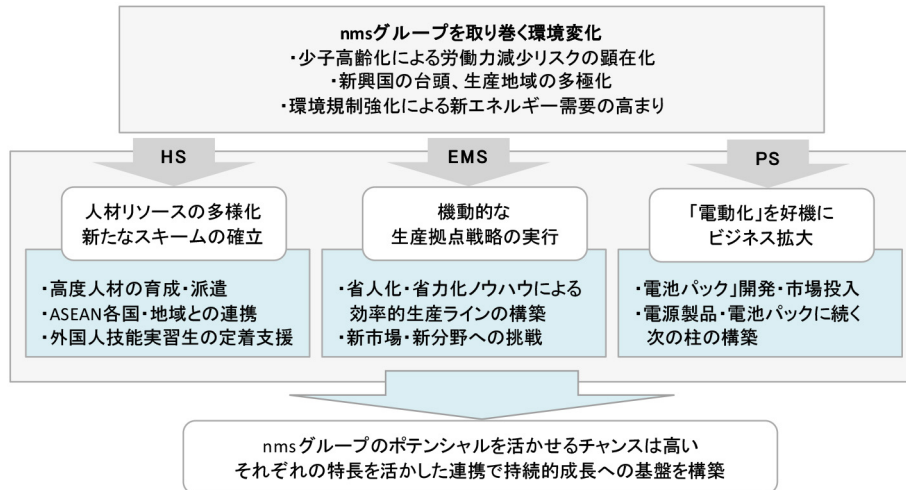 nmsグループを取り巻く環境変化
・少子高齢化による労働力減少リスクの顕在化
・新興国の台頭、生産地域の多極化
・環境規制強化による新エネルギー需要の高まり
HS
人材リソースの多様化
新たなスキームの確立
・高度人材の育成・派遣
・ASEAN各国・地域との連携
・外国人技能実習生の定着支援
EMS
機動的な
生産拠点戦略の実行
・省人化・省力化ノウハウによる
効率的生産ラインの構築
・新市場・新分野への挑戦
PS
「電動化」を好機に
ビジネス拡大
・電池パック」開発・市場投入
・電源製品・電池パックに続く
次の柱の構築
nmsグループのポテンシャルを活かせるチャンスは高い
それぞれの特長を活かした連携で持続的成長への基盤を構築